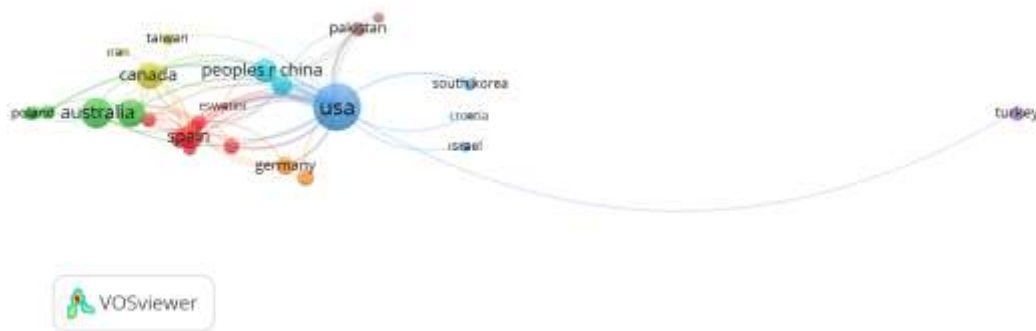 pakistan
taiwan
iran
canada
peoples r china
south korea
poland
australia
eswatini
usa
croatia
turkey
spain
israel
germany
VOSviewer